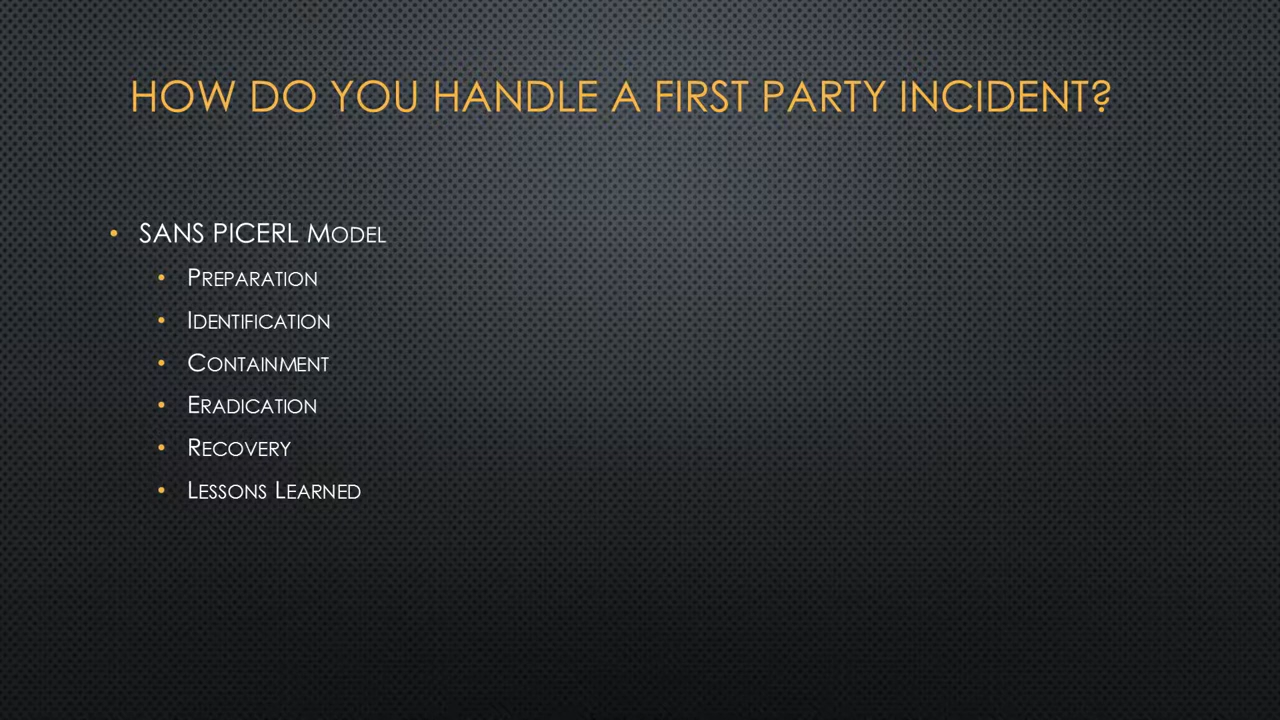 HOW DO YOU HANDLE A FIRST PARTY INCIDENT?
• SANS PICERL MODEL
• PREPARATION
• IDENTIFICATION
• CONTAINMENT
• ERADICATION
• RECOVERY
• LESSONS LEARNED